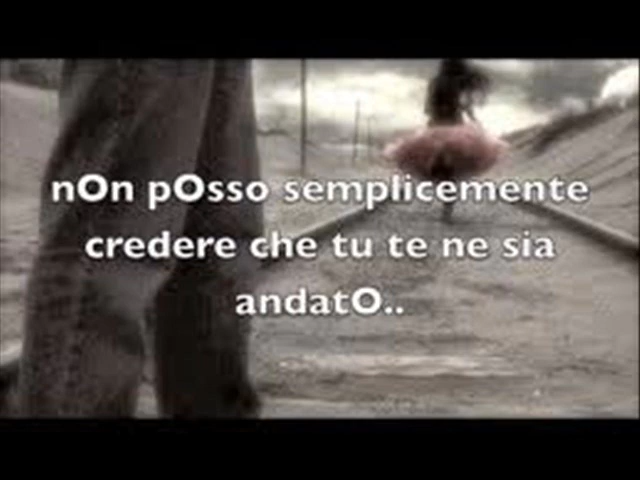 nOn pOsso semplicemente
credere che tu te ne sia
andatO..